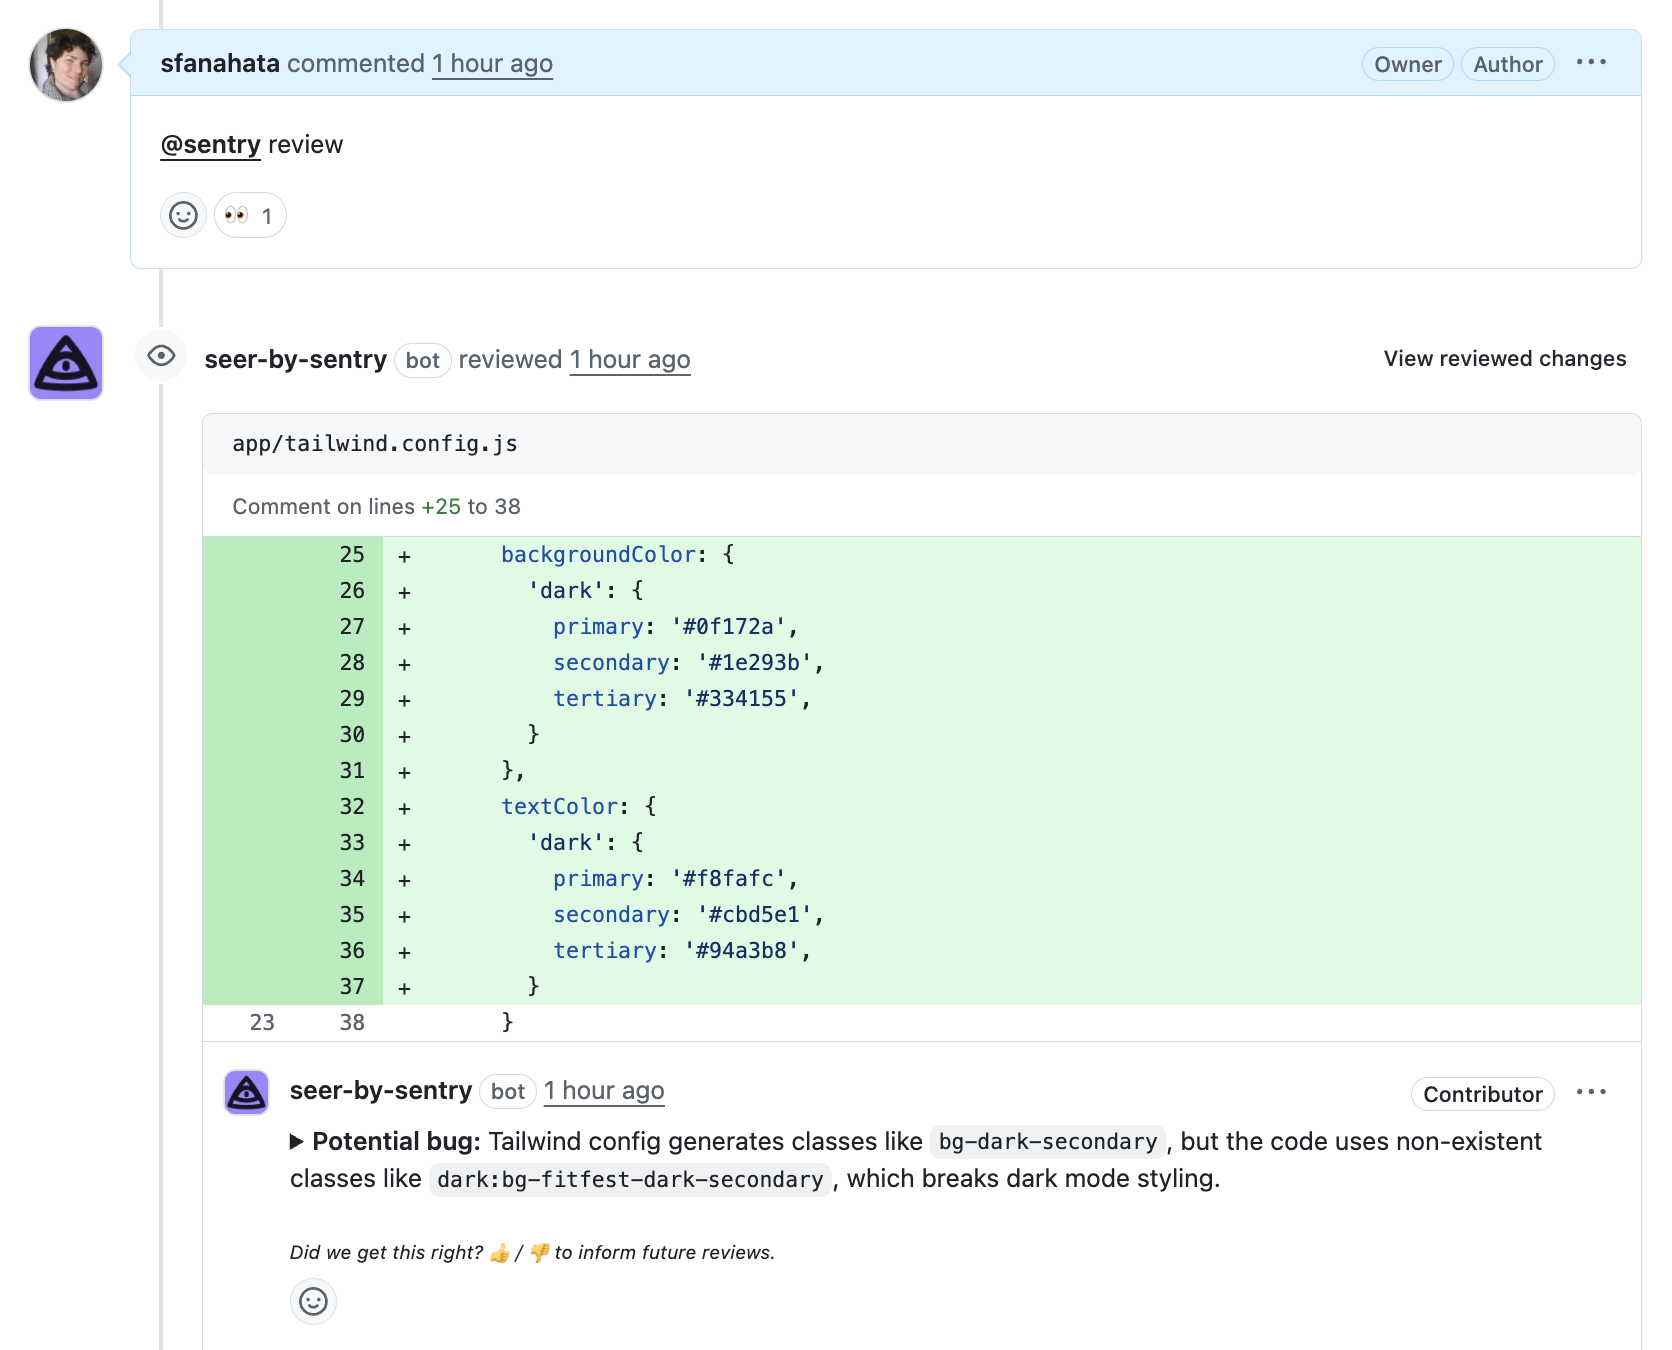 sfanahata commented 1 hour ago Owner Author ···
@sentry review
👀 1
seer-by-sentry bot reviewed 1 hour ago View reviewed changes
app/tailwind.config.js
Comment on lines +25 to 38
25 + backgroundColor: {
26 + 'dark': {
27 + primary: '#0f172a',
28 + secondary: '#1e293b',
29 + tertiary: '#334155',
30 + }
31 + },
32 + textColor: {
33 + 'dark': {
34 + primary: '#f8fafc',
35 + secondary: '#cbd5e1',
36 + tertiary: '#94a3b8',
37 + }
23 38 }
seer-by-sentry bot 1 hour ago Contributor ···
▶ Potential bug: Tailwind config generates classes like bg-dark-secondary, but the code uses non-existent
classes like dark:bg-fitfest-dark-secondary, which breaks dark mode styling.
Did we get this right? 👍 / 👎 to inform future reviews.